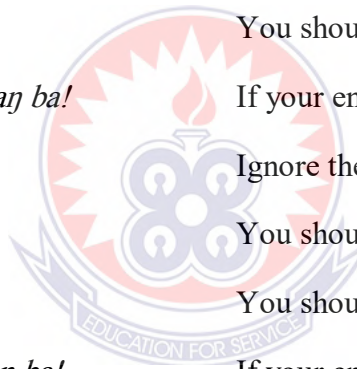 You shou
aŋ ba!
If your en
Ignore the
You shou
You shou
EDUCATION FOR SERVICE
If your en